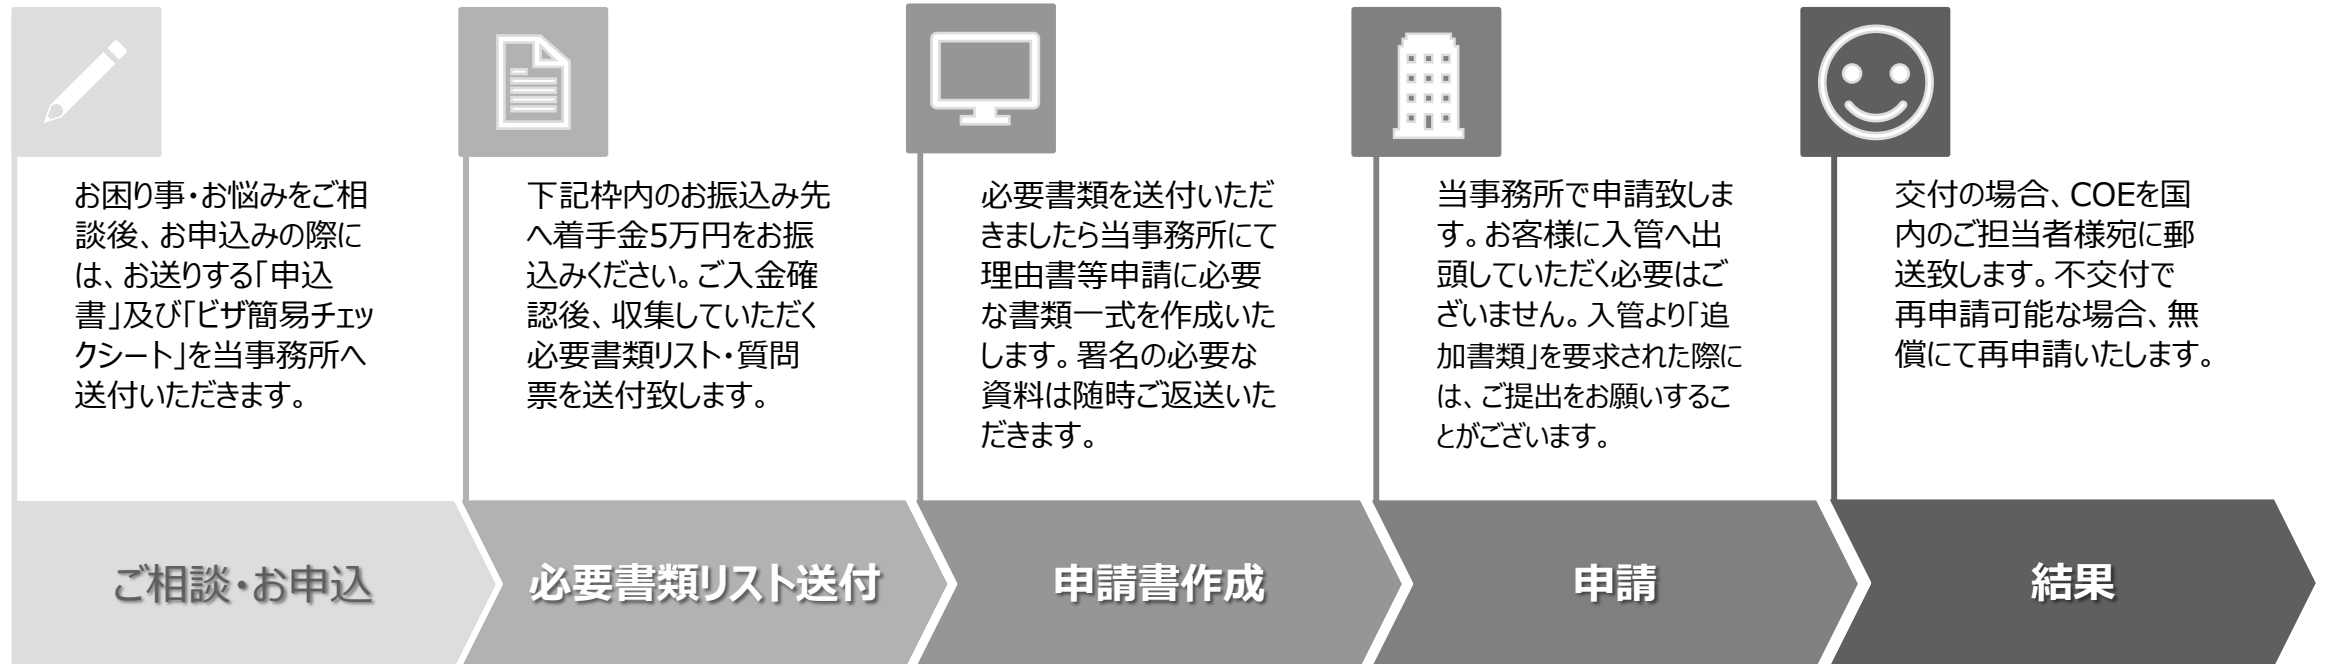 お困り事・お悩みをご相
談後、お申込みの際に
は、お送りする「申込
書」及び「ビザ簡易チェッ
クシート」を当事務所へ
送付いただきます。
ご相談・お申込
下記枠内のお振込み先
へ着手金5万円をお振
込みください。ご入金確
認後、収集していただく
必要書類リスト・質問
票を送付致します。
必要書類リスト送付
必要書類を送付いただ
きましたら当事務所にて
理由書等申請に必要
な書類一式を作成いた
します。署名の必要な
資料は随時ご返送いた
だきます。
申請書作成
当事務所で申請致しま
す。お客様に入管へ出
頭していただく必要はご
ざいません。入管より「追
加書類」を要求された際に
は、ご提出をお願いするこ
とがございます。
申請
交付の場合、COEを国
内のご担当者様宛に郵
送致します。不交付で
再申請可能な場合、無
償にて再申請いたします。
結果